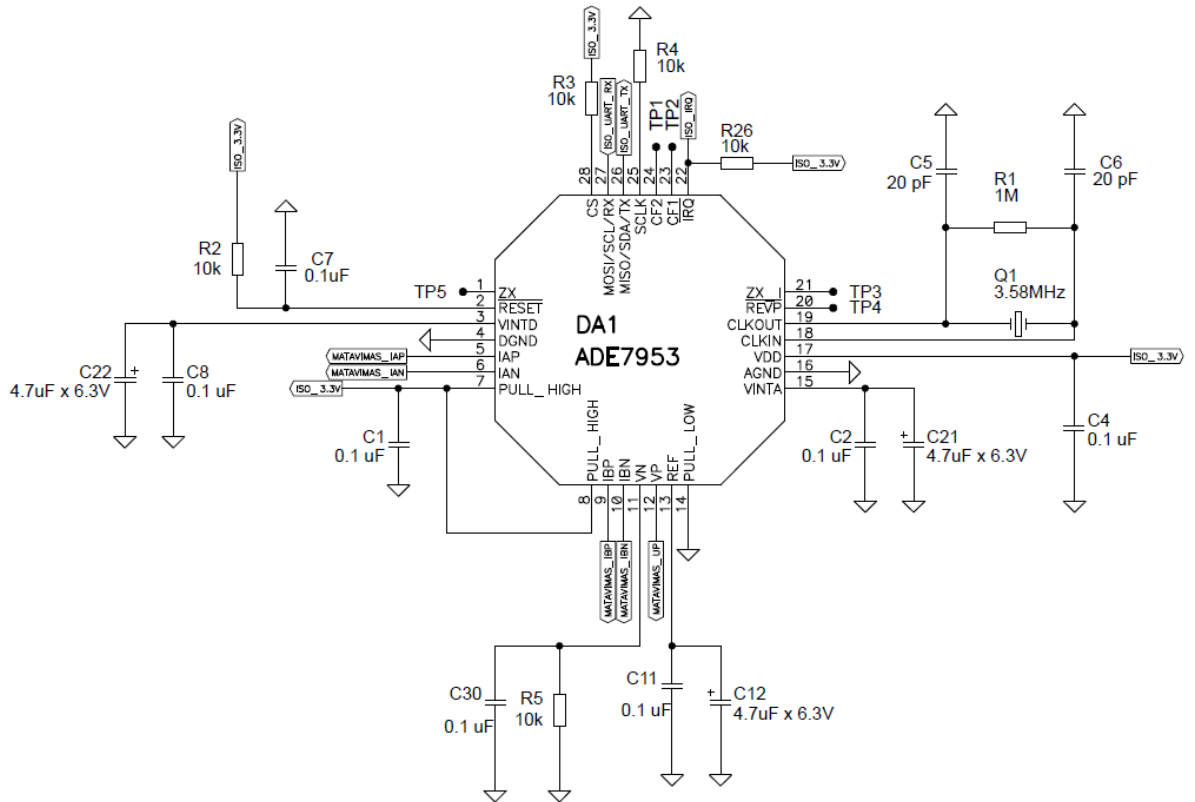 ISO_3.3V
R3
10k
ISO_UART_RX
ISO_UART_TX
R4
10k
TP1
TP2
ISO_IRQ
R26
10k
ISO_3.3V
C5
20 pF
R1
1M
C6
20 pF
ISO_3.3V
R2
10k
C7
0.1uF
28
27
26
25
24
23
22
CS
MOSI/SCL/RX
MISO/SDA/TX
SCLK
CF2
CF1
IRQ
Q1
3.58MHz
TP5
1
ZX
2
RESET
3
VINTD
4
DGND
5
IAP
6
IAN
7
PULL_HIGH
DA1
ADE7953
ZX_I
21
TP3
REVP
20
TP4
CLKOUT
19
CLKIN
18
VDD
17
AGND
16
VINTA
15
ISO_3.3V
MATAVIMAS_IAP
MATAVIMAS_IAN
ISO_3.3V
C22
4.7uF x 6.3V
C8
0.1 uF
C1
0.1 uF
C2
0.1 uF
C21
4.7uF x 6.3V
C4
0.1 uF
PULL_HIGH
IBP
IBN
VN
VP
REF
PULL_LOW
8
9
10
11
12
13
14
MATAVIMAS_IBP
MATAVIMAS_IBN
MATAVIMAS_UP
C30
0.1 uF
R5
10k
C11
0.1 uF
C12
4.7uF x 6.3V